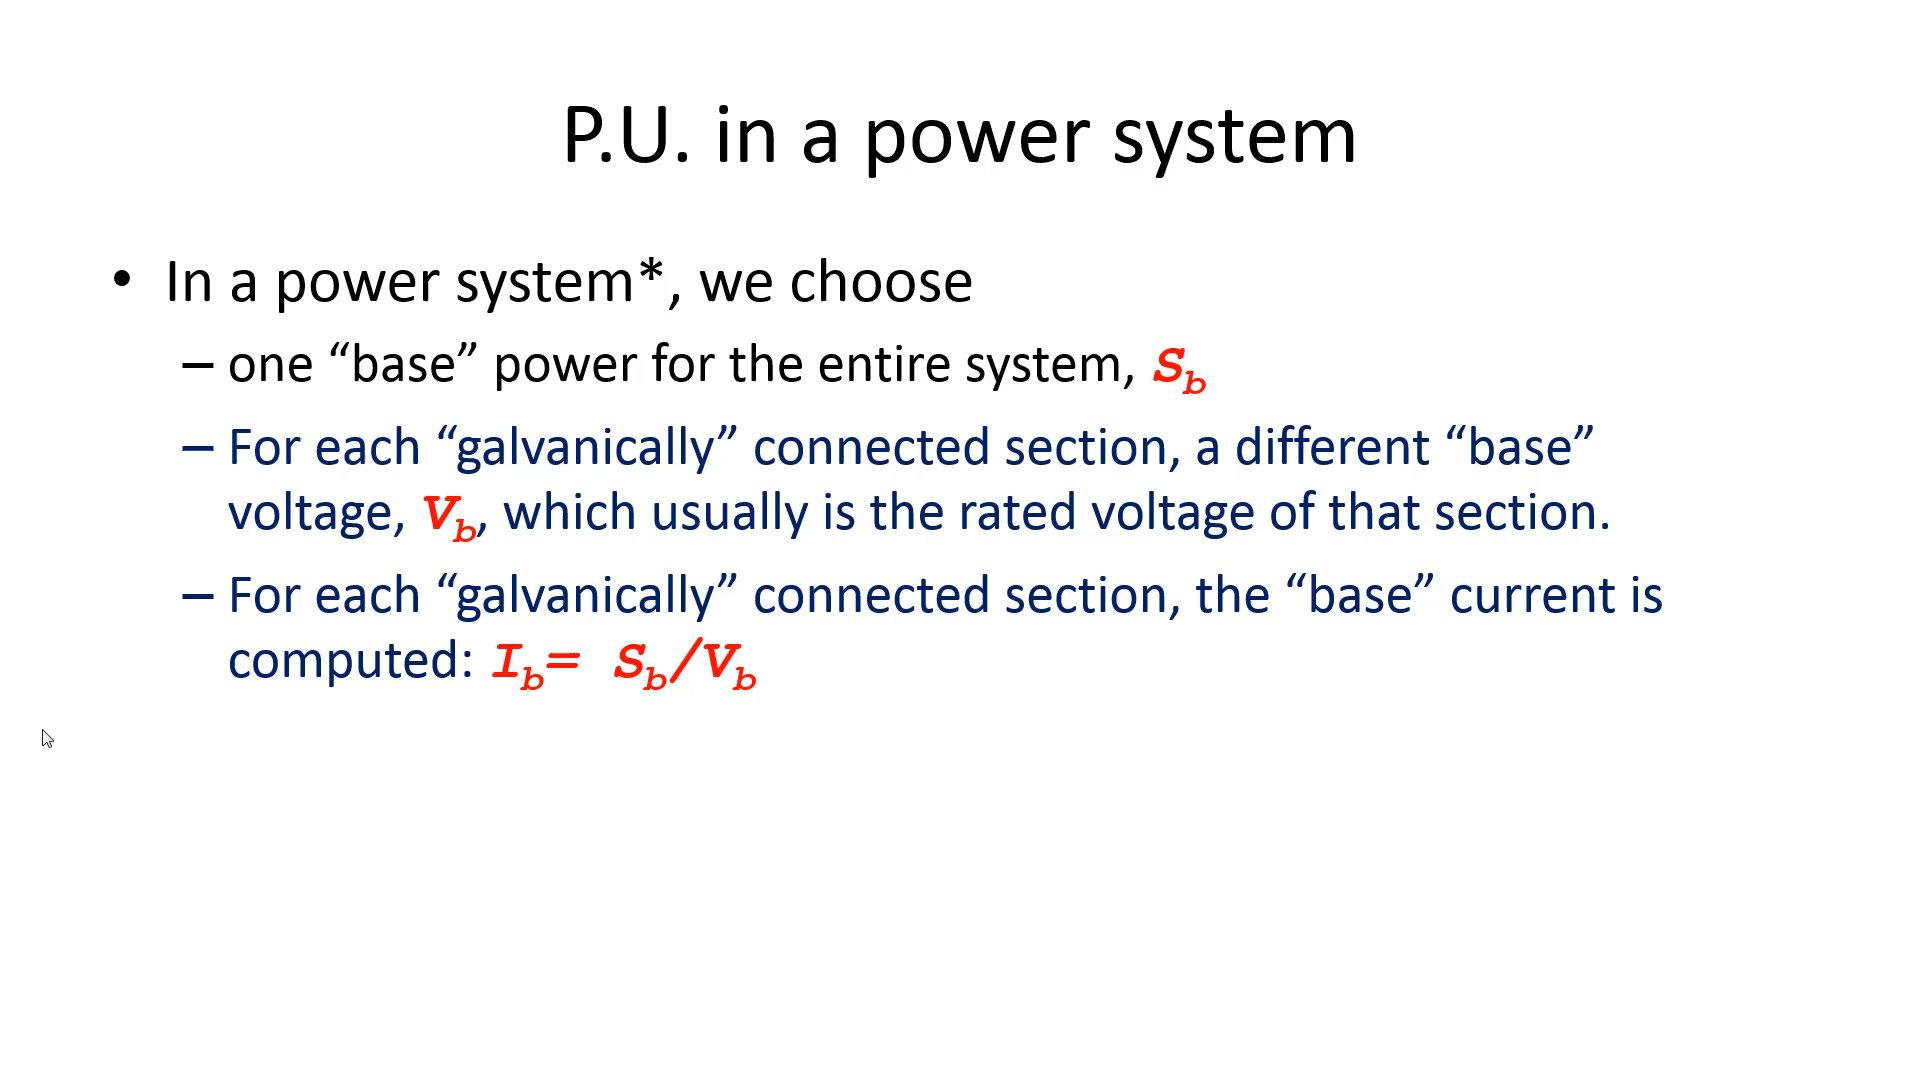 P.U. in a power system
• In a power system*, we choose
– one “base” power for the entire system, S_b
– For each “galvanically” connected section, a different “base”
voltage, V_b, which usually is the rated voltage of that section.
– For each “galvanically” connected section, the “base” current is
computed: I_b= S_b/V_b